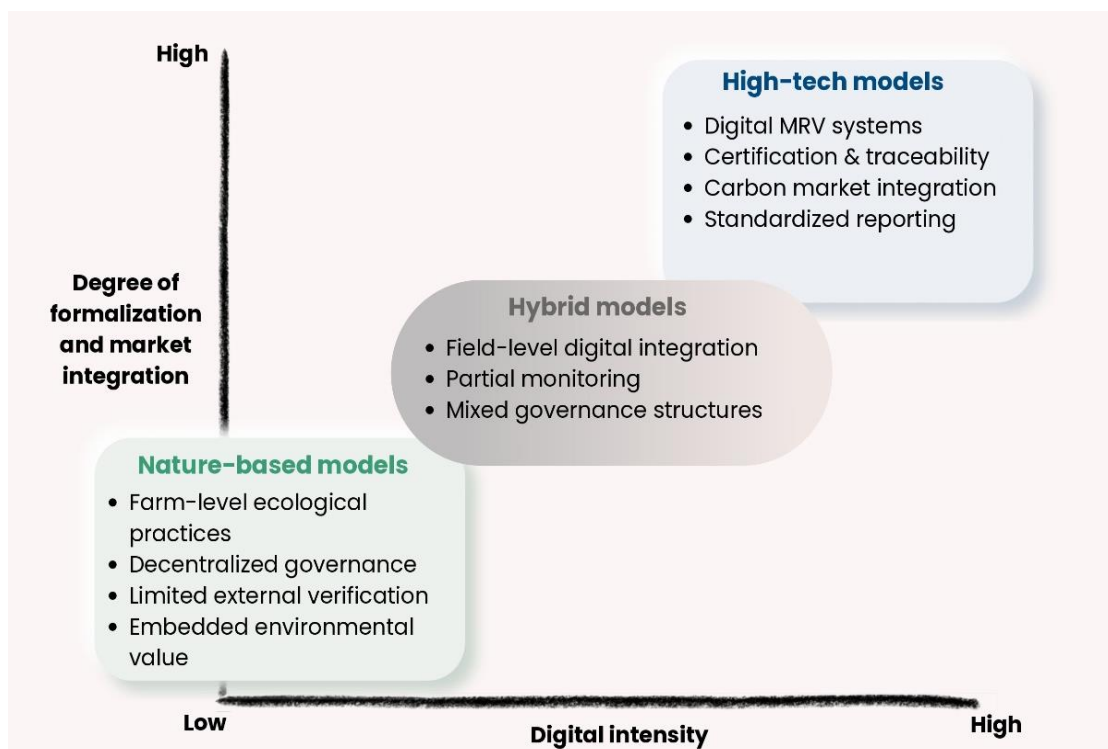 High
High-tech models
• Digital MRV systems
• Certification & traceability
• Carbon market integration
• Standardized reporting
Degree of
formalization
and market
integration
Hybrid models
• Field-level digital integration
• Partial monitoring
• Mixed governance structures
Nature-based models
• Farm-level ecological
practices
• Decentralized governance
• Limited external verification
• Embedded environmental
value
Low
Digital intensity
High